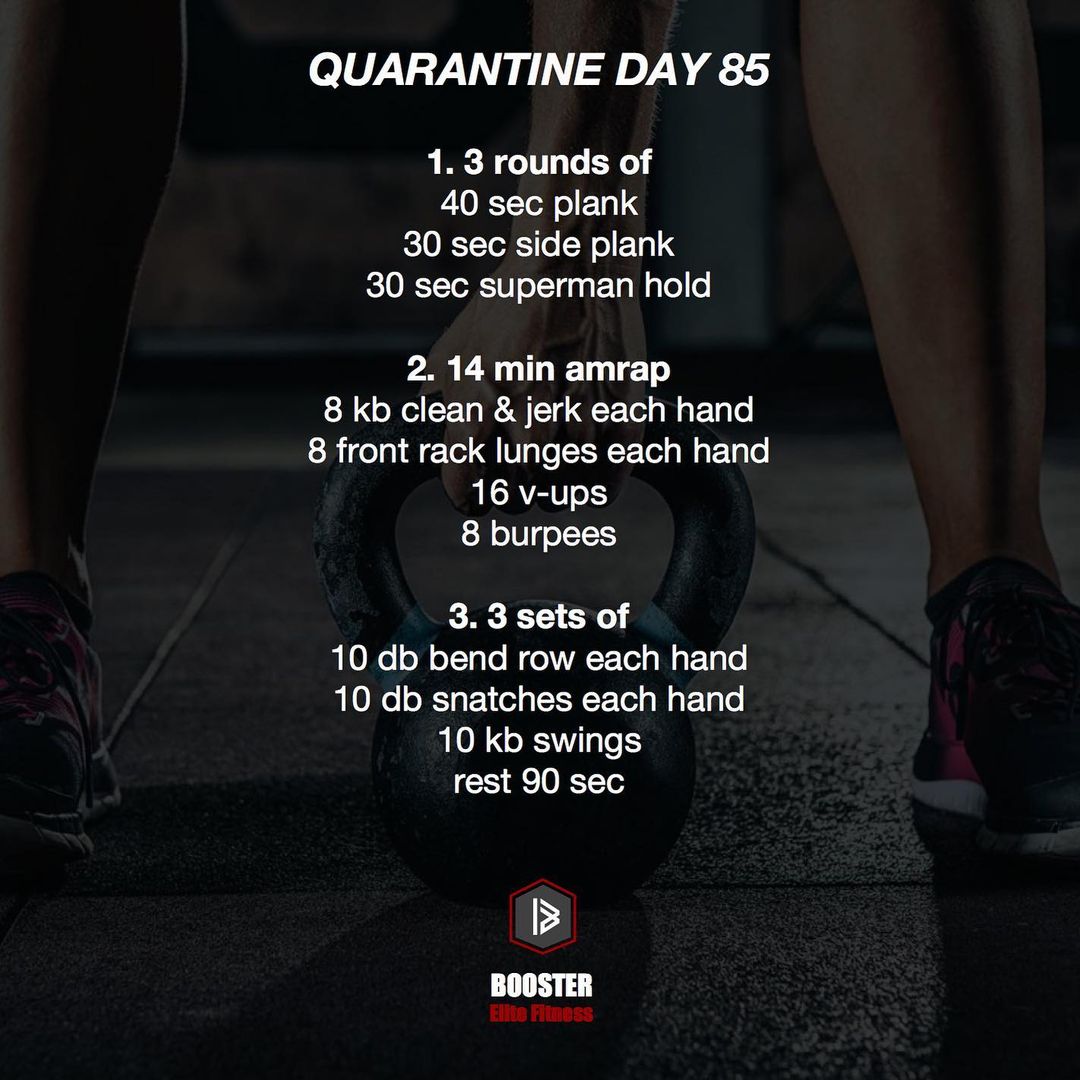 QUARANTINE DAY 85
1. 3 rounds of
40 sec plank
30 sec side plank
30 sec superman hold
2. 14 min amrap
8 kb clean & jerk each hand
8 front rack lunges each hand
16 v-ups
8 burpees
3. 3 sets of
10 db bend row each hand
10 db snatches each hand
10 kb swings
rest 90 sec
BOOSTER
Elite Fitness